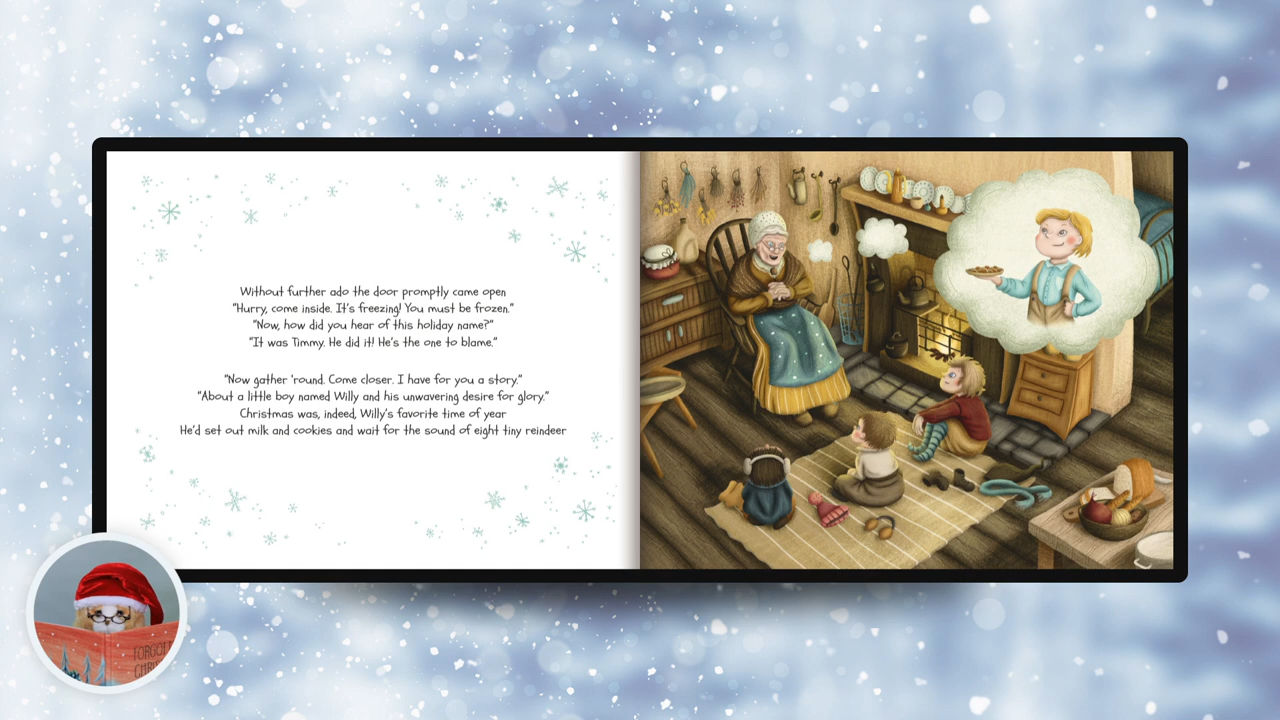 Without further ado the door promptly came open
"Hurry, come inside. It's freezing! You must be frozen."
"Now, how did you hear of this holiday name?"
"It was Timmy. He did it! He's the one to blame."
"Now gather 'round. Come closer. I have for you a story."
"About a little boy named Willy and his unwavering desire for glory."
Christmas was, indeed, Willy's favorite time of year
He'd set out milk and cookies and wait for the sound of eight tiny reindeer